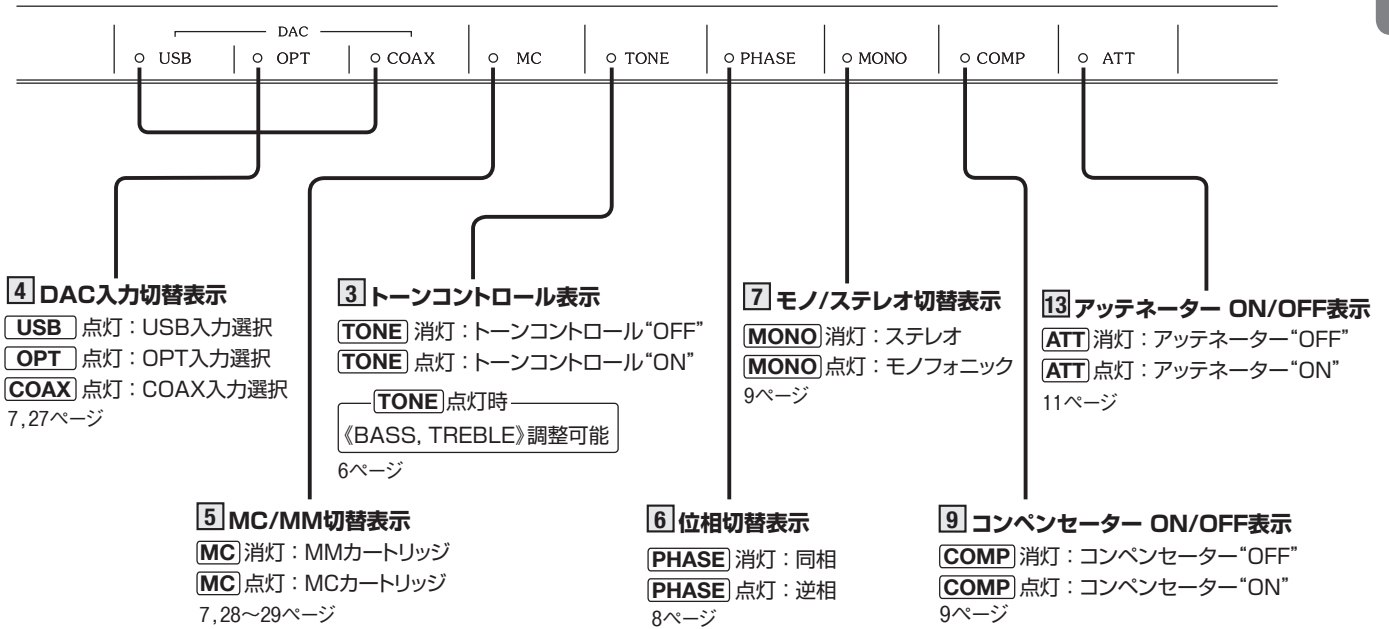 DAC
USB OPT COAX MC TONE PHASE MONO COMP ATT
4 DAC入力切替表示
USB 点灯：USB入力選択
OPT 点灯：OPT入力選択
COAX 点灯：COAX入力選択
7,27ページ
3 トーンコントロール表示
TONE 消灯：トーンコントロール“OFF”
TONE 点灯：トーンコントロール“ON”
TONE 点灯時
《BASS, TREBLE》調整可能
6ページ
7 モノ/ステレオ切替表示
MONO 消灯：ステレオ
MONO 点灯：モノフォニック
9ページ
13 アッテネーター ON/OFF表示
ATT 消灯：アッテネーター“OFF”
ATT 点灯：アッテネーター“ON”
11ページ
5 MC/MM切替表示
MC 消灯：MMカートリッジ
MC 点灯：MCカートリッジ
7,28〜29ページ
6 位相切替表示
PHASE 消灯：同相
PHASE 点灯：逆相
8ページ
9 コンペンセーター ON/OFF表示
COMP 消灯：コンペンセーター“OFF”
COMP 点灯：コンペンセーター“ON”
9ページ